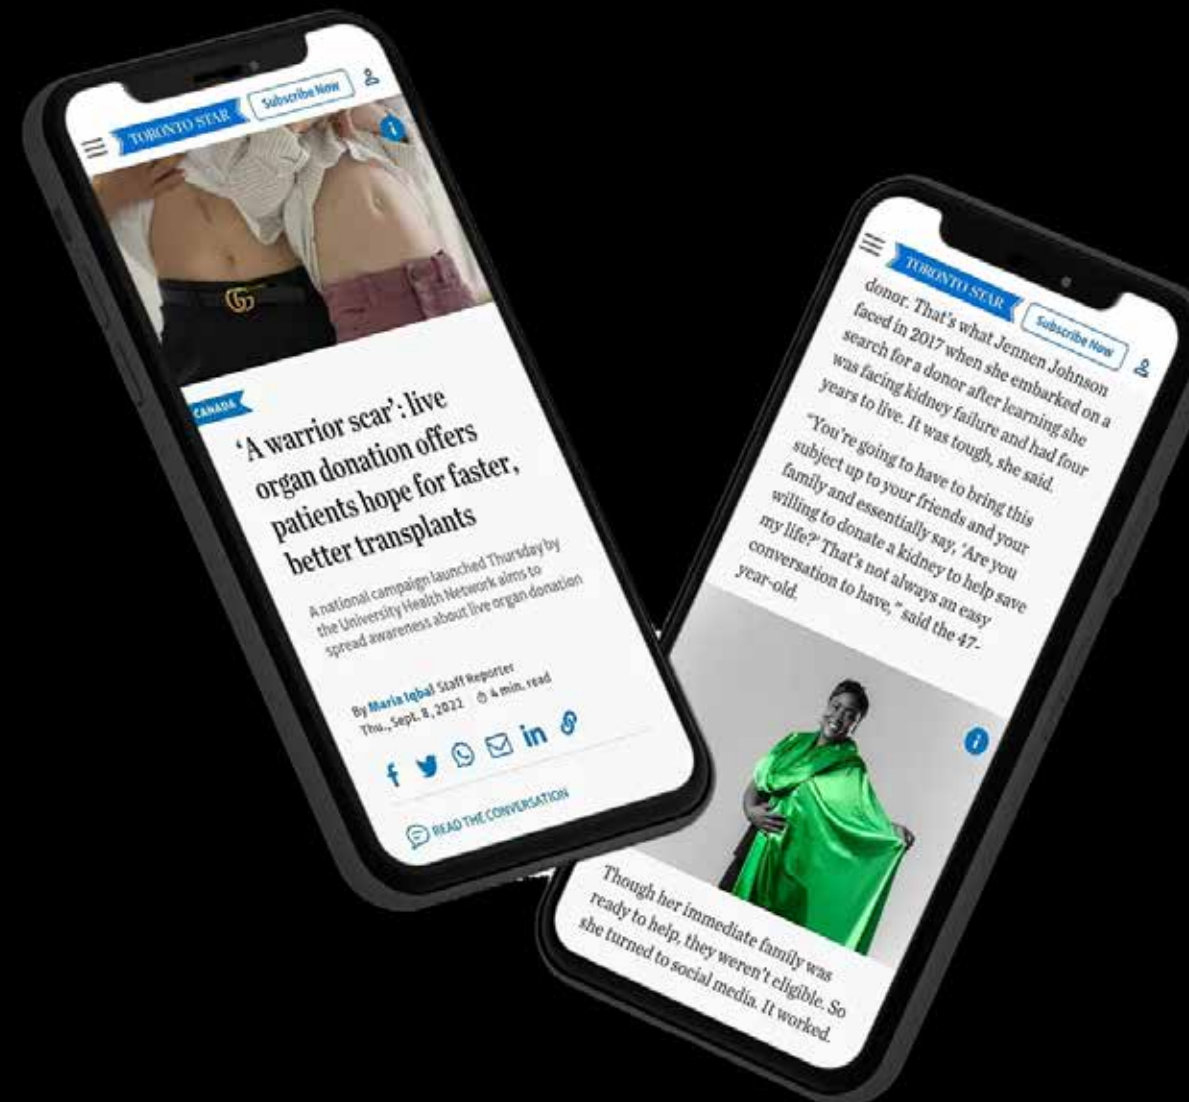 TORONTO STAR
Subscribe Now
CANADA
‘A warrior scar’: live
organ donation offers
patients hope for faster,
better transplants
A national campaign launched Thursday by
the University Health Network aims to
spread awareness about live organ donation
By Maria Iqbal Staff Reporter
Thu., Sept. 8, 2022 4 min. read
READ THE CONVERSATION
TORONTO STAR
Subscribe Now
donor. That’s what Jennen Johnson
faced in 2017 when she embarked on a
search for a donor after learning she
was facing kidney failure and had four
years to live. It was tough, she said.
“You’re going to have to bring this
subject up to your friends and your
family and essentially say, ‘Are you
willing to donate a kidney to help save
my life?’ That’s not always an easy
conversation to have,” said the 47-
year-old.
Though her immediate family was
ready to help, they weren’t eligible. So
she turned to social media. It worked.